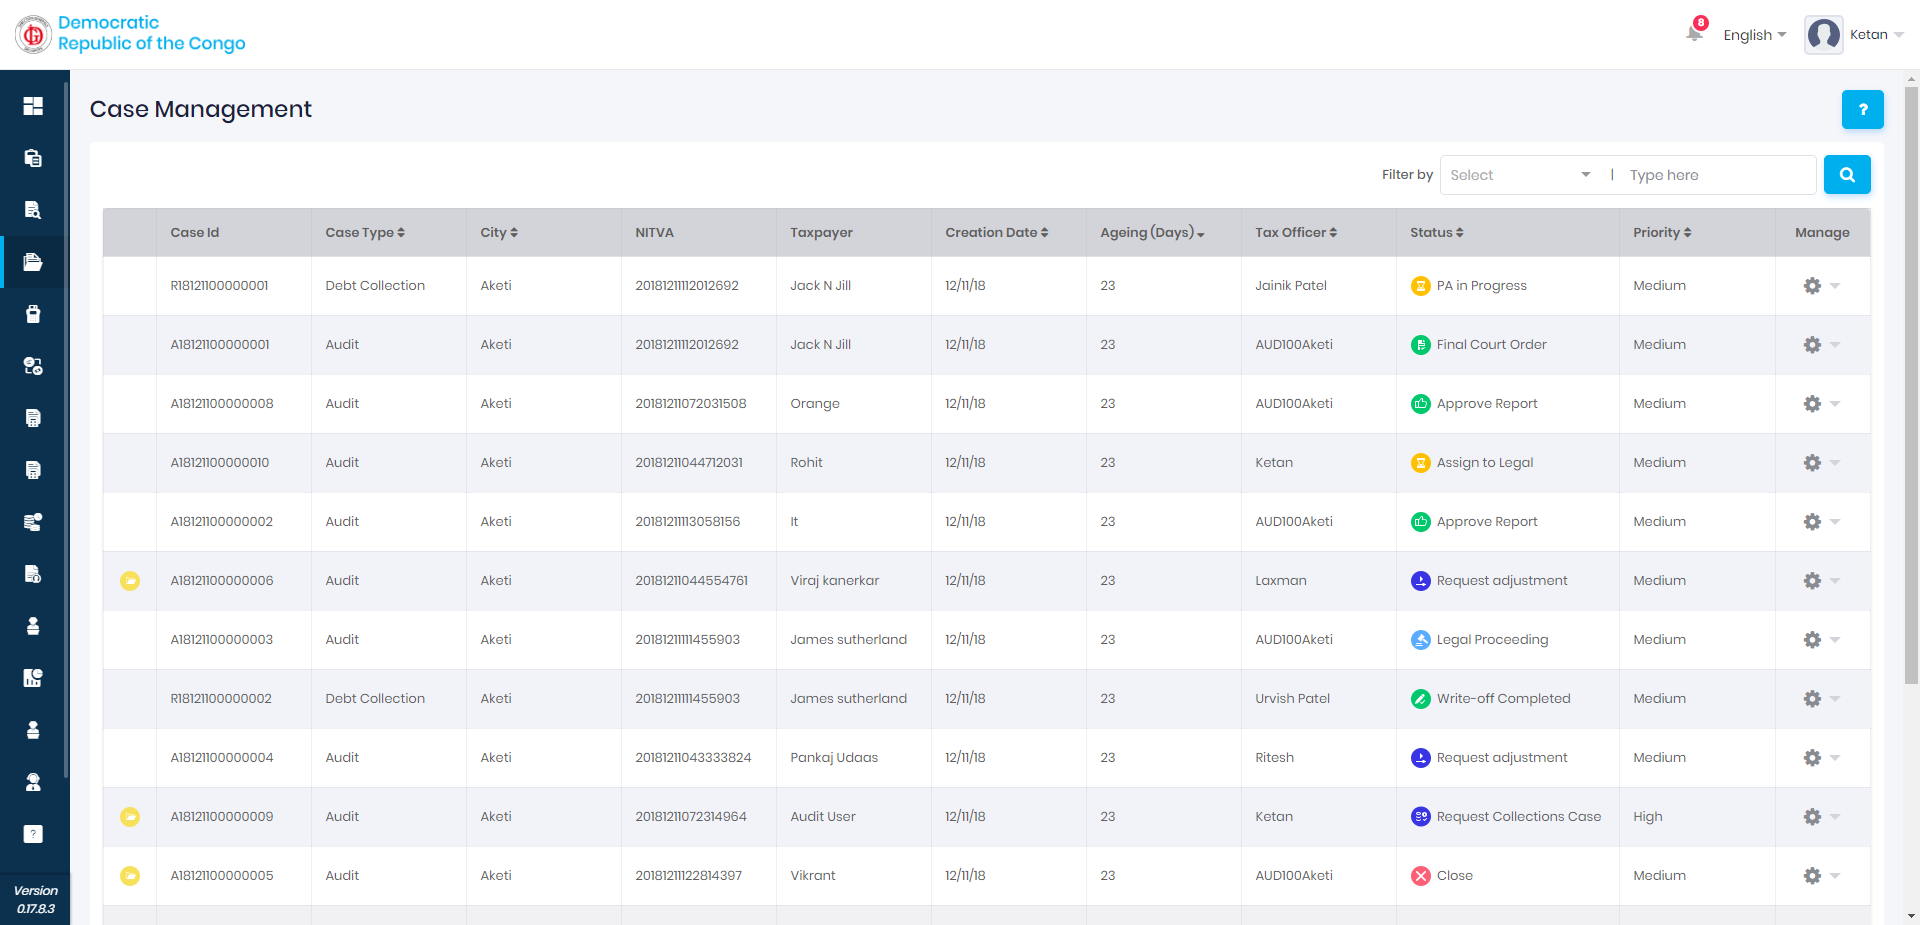 Democratic
Republic of the Congo
8
English
Ketan
Case Management
?
Filter by Select | Type here
Case Id Case Type City NITVA Taxpayer Creation Date Ageing (Days) Tax Officer Status Priority Manage
R18121100000001 Debt Collection Aketi 20181211112012692 Jack N Jill 12/11/18 23 Jainik Patel PA in Progress Medium
A18121100000001 Audit Aketi 20181211112012692 Jack N Jill 12/11/18 23 AUD100Aketi Final Court Order Medium
A18121100000008 Audit Aketi 20181211072031508 Orange 12/11/18 23 AUD100Aketi Approve Report Medium
A18121100000010 Audit Aketi 20181211044712031 Rohit 12/11/18 23 Ketan Assign to Legal Medium
A18121100000002 Audit Aketi 20181211113058156 It 12/11/18 23 AUD100Aketi Approve Report Medium
A18121100000006 Audit Aketi 20181211044554761 Viraj kanerkar 12/11/18 23 Laxman Request adjustment Medium
A18121100000003 Audit Aketi 20181211111455903 James sutherland 12/11/18 23 AUD100Aketi Legal Proceeding Medium
R18121100000002 Debt Collection Aketi 20181211111455903 James sutherland 12/11/18 23 Urvish Patel Write-off Completed Medium
A18121100000004 Audit Aketi 20181211043333824 Pankaj Udaas 12/11/18 23 Ritesh Request adjustment Medium
A18121100000009 Audit Aketi 20181211072314964 Audit User 12/11/18 23 Ketan Request Collections Case High
A18121100000005 Audit Aketi 20181211122814397 Vikrant 12/11/18 23 AUD100Aketi Close Medium
?
Version
0.17.8.3